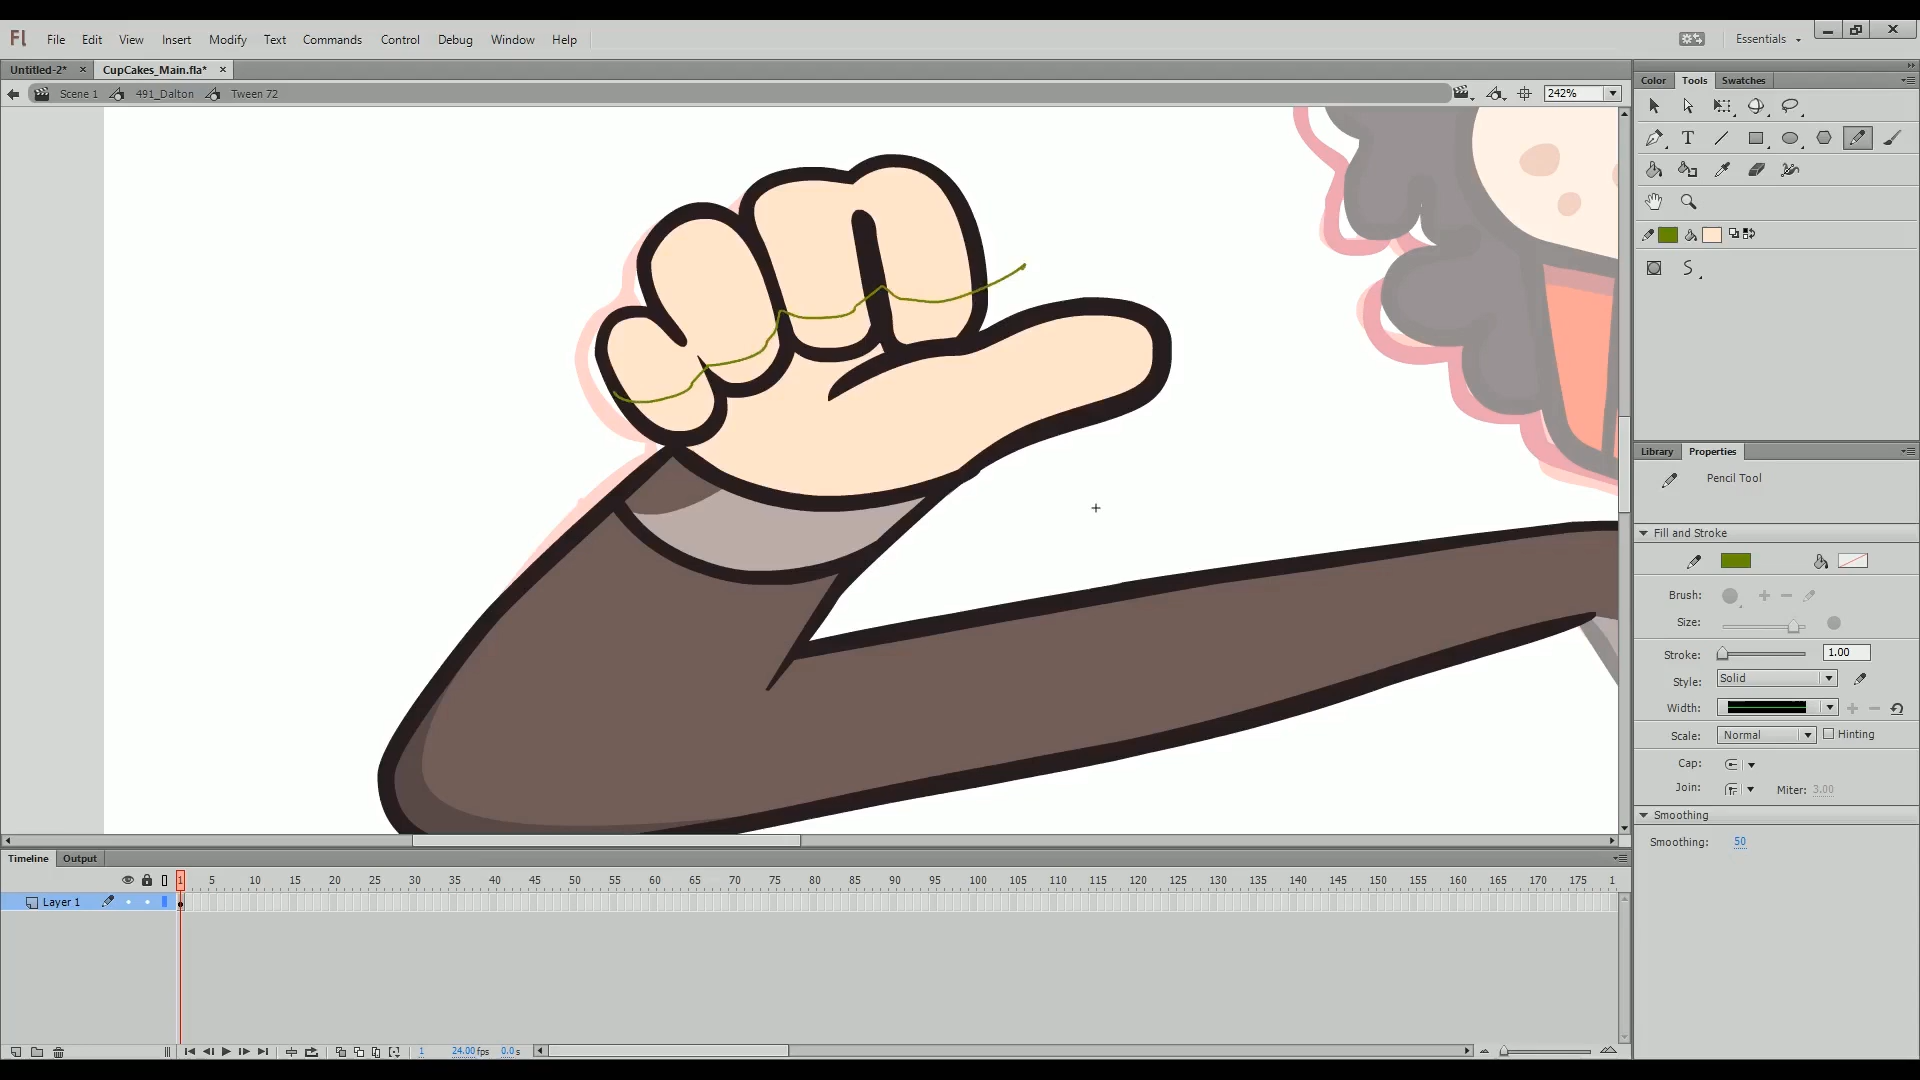 Fl File Edit View Insert Modify Text Commands Control Debug Window Help Essentials
Untitled-2* × CupCakes_Main.fla* ×
Scene 1 491_Dalton Tween 72 242%
Color Tools Swatches
T
Library Properties
Pencil Tool
Fill and Stroke
Brush:
Size:
Stroke: 1.00
Style: Solid
Width:
Scale: Normal Hinting
Cap:
Join: Miter: 3.00
Smoothing
Smoothing: 50
Timeline Output
1 5 10 15 20 25 30 35 40 45 50 55 60 65 70 75 80 85 90 95 100 105 110 115 120 125 130 135 140 145 150 155 160 165 170 175 1
Layer 1
1 24.00 fps 0.0 s